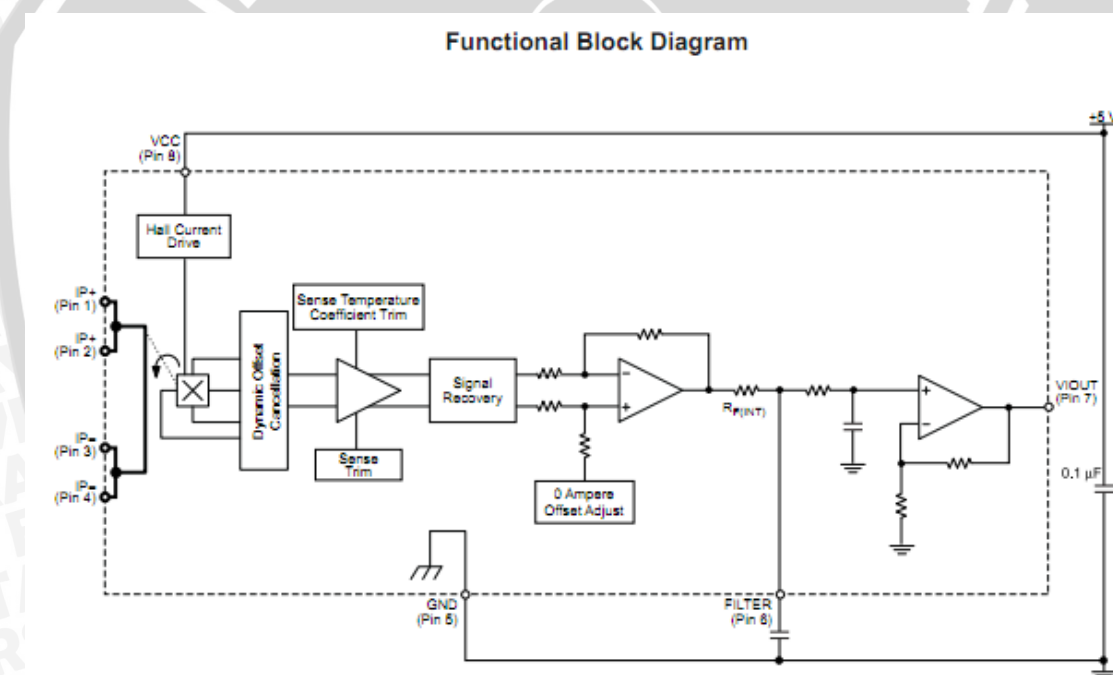 Functional Block Diagram
+5 V
VCC
(Pin 8)
Hall Current
Drive
IP+
(Pin 1)
IP+
(Pin 2)
IP−
(Pin 3)
IP−
(Pin 4)
Dynamic Offset
Cancellation
Sense Temperature
Coefficient Trim
Sense
Trim
Signal
Recovery
0 Ampere
Offset Adjust
−
+
RF(INT)
+
−
VIOUT
(Pin 7)
0.1 µF
GND
(Pin 5)
FILTER
(Pin 6)